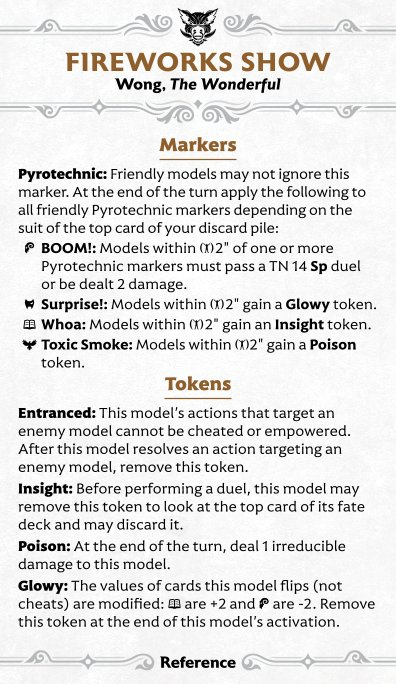 FIREWORKS SHOW
Wong, The Wonderful
Markers
Pyrotechnic: Friendly models may not ignore this
marker. At the end of the turn apply the following to
all friendly Pyrotechnic markers depending on the
suit of the top card of your discard pile:
BOOM!: Models within 2" of one or more
Pyrotechnic markers must pass a TN 14 Sp duel
or be dealt 2 damage.
Surprise!: Models within 2" gain a Glowy token.
Whoa: Models within 2" gain an Insight token.
Toxic Smoke: Models within 2" gain a Poison
token.
Tokens
Entranced: This model's actions that target an
enemy model cannot be cheated or empowered.
After this model resolves an action targeting an
enemy model, remove this token.
Insight: Before performing a duel, this model may
remove this token to look at the top card of its fate
deck and may discard it.
Poison: At the end of the turn, deal 1 irreducible
damage to this model.
Glowy: The values of cards this model flips (not
cheats) are modified: are +2 and are -2. Remove
this token at the end of this model's activation.
Reference